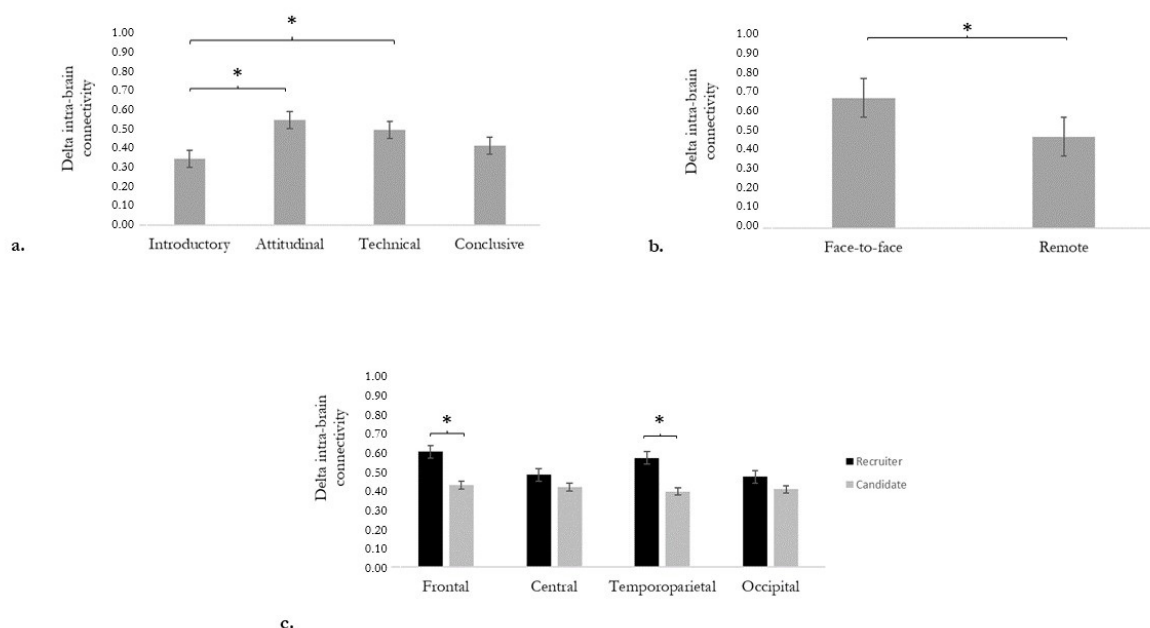 Delta intra-brain
connectivity
1.00
0.90
0.80
0.70
0.60
0.50
0.40
0.30
0.20
0.10
0.00
*
*
Introductory Attitudinal Technical Conclusive
a.
Delta intra-brain
connectivity
1.00
0.90
0.80
0.70
0.60
0.50
0.40
0.30
0.20
0.10
0.00
*
Face-to-face Remote
b.
Delta intra-brain
connectivity
1.00
0.90
0.80
0.70
0.60
0.50
0.40
0.30
0.20
0.10
0.00
*
*
Recruiter
Candidate
Frontal Central Temporoparietal Occipital
c.